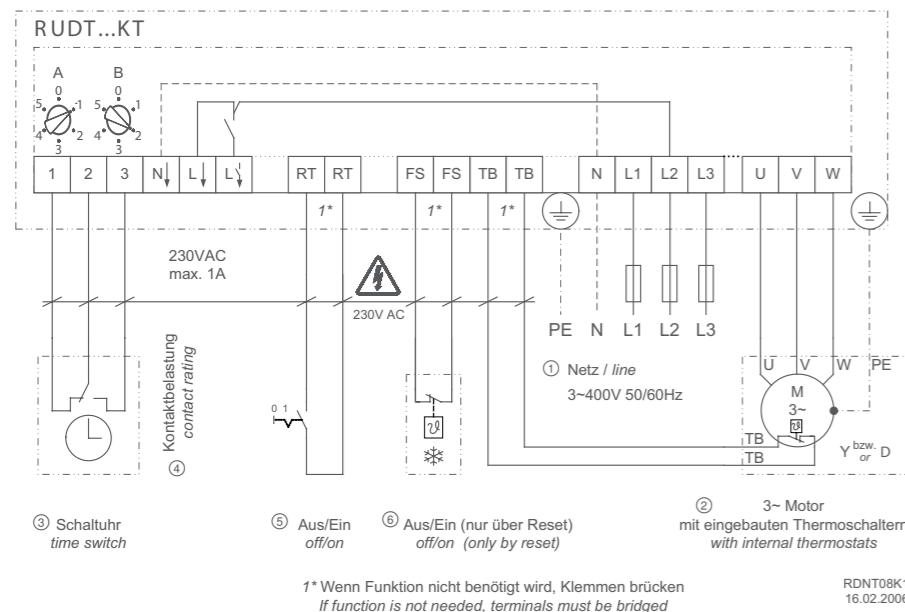 RUDT...KT
A B
0 0
5 1 5 1
4 2 4 2
3 3
1 2 3 N L L RT RT FS FS TB TB N L1 L2 L3 U V W
1* 1* 1*
230VAC
max. 1A
230V AC
PE N L1 L2 L3
① Netz / line
3~400V 50/60Hz
U V W PE
M
3~
ϑ
TB
TB
Y bzw. or D
Kontaktbelastung
contact rating
④
0 1
ϑ
③ Schaltuhr
time switch
⑤ Aus/Ein
off/on
⑥ Aus/Ein (nur über Reset)
off/on (only by reset)
② 3~ Motor
mit eingebauten Thermoschaltern
with internal thermostats
1* Wenn Funktion nicht benötigt wird, Klemmen brücken
If function is not needed, terminals must be bridged
RDNT08K1
16.02.2006